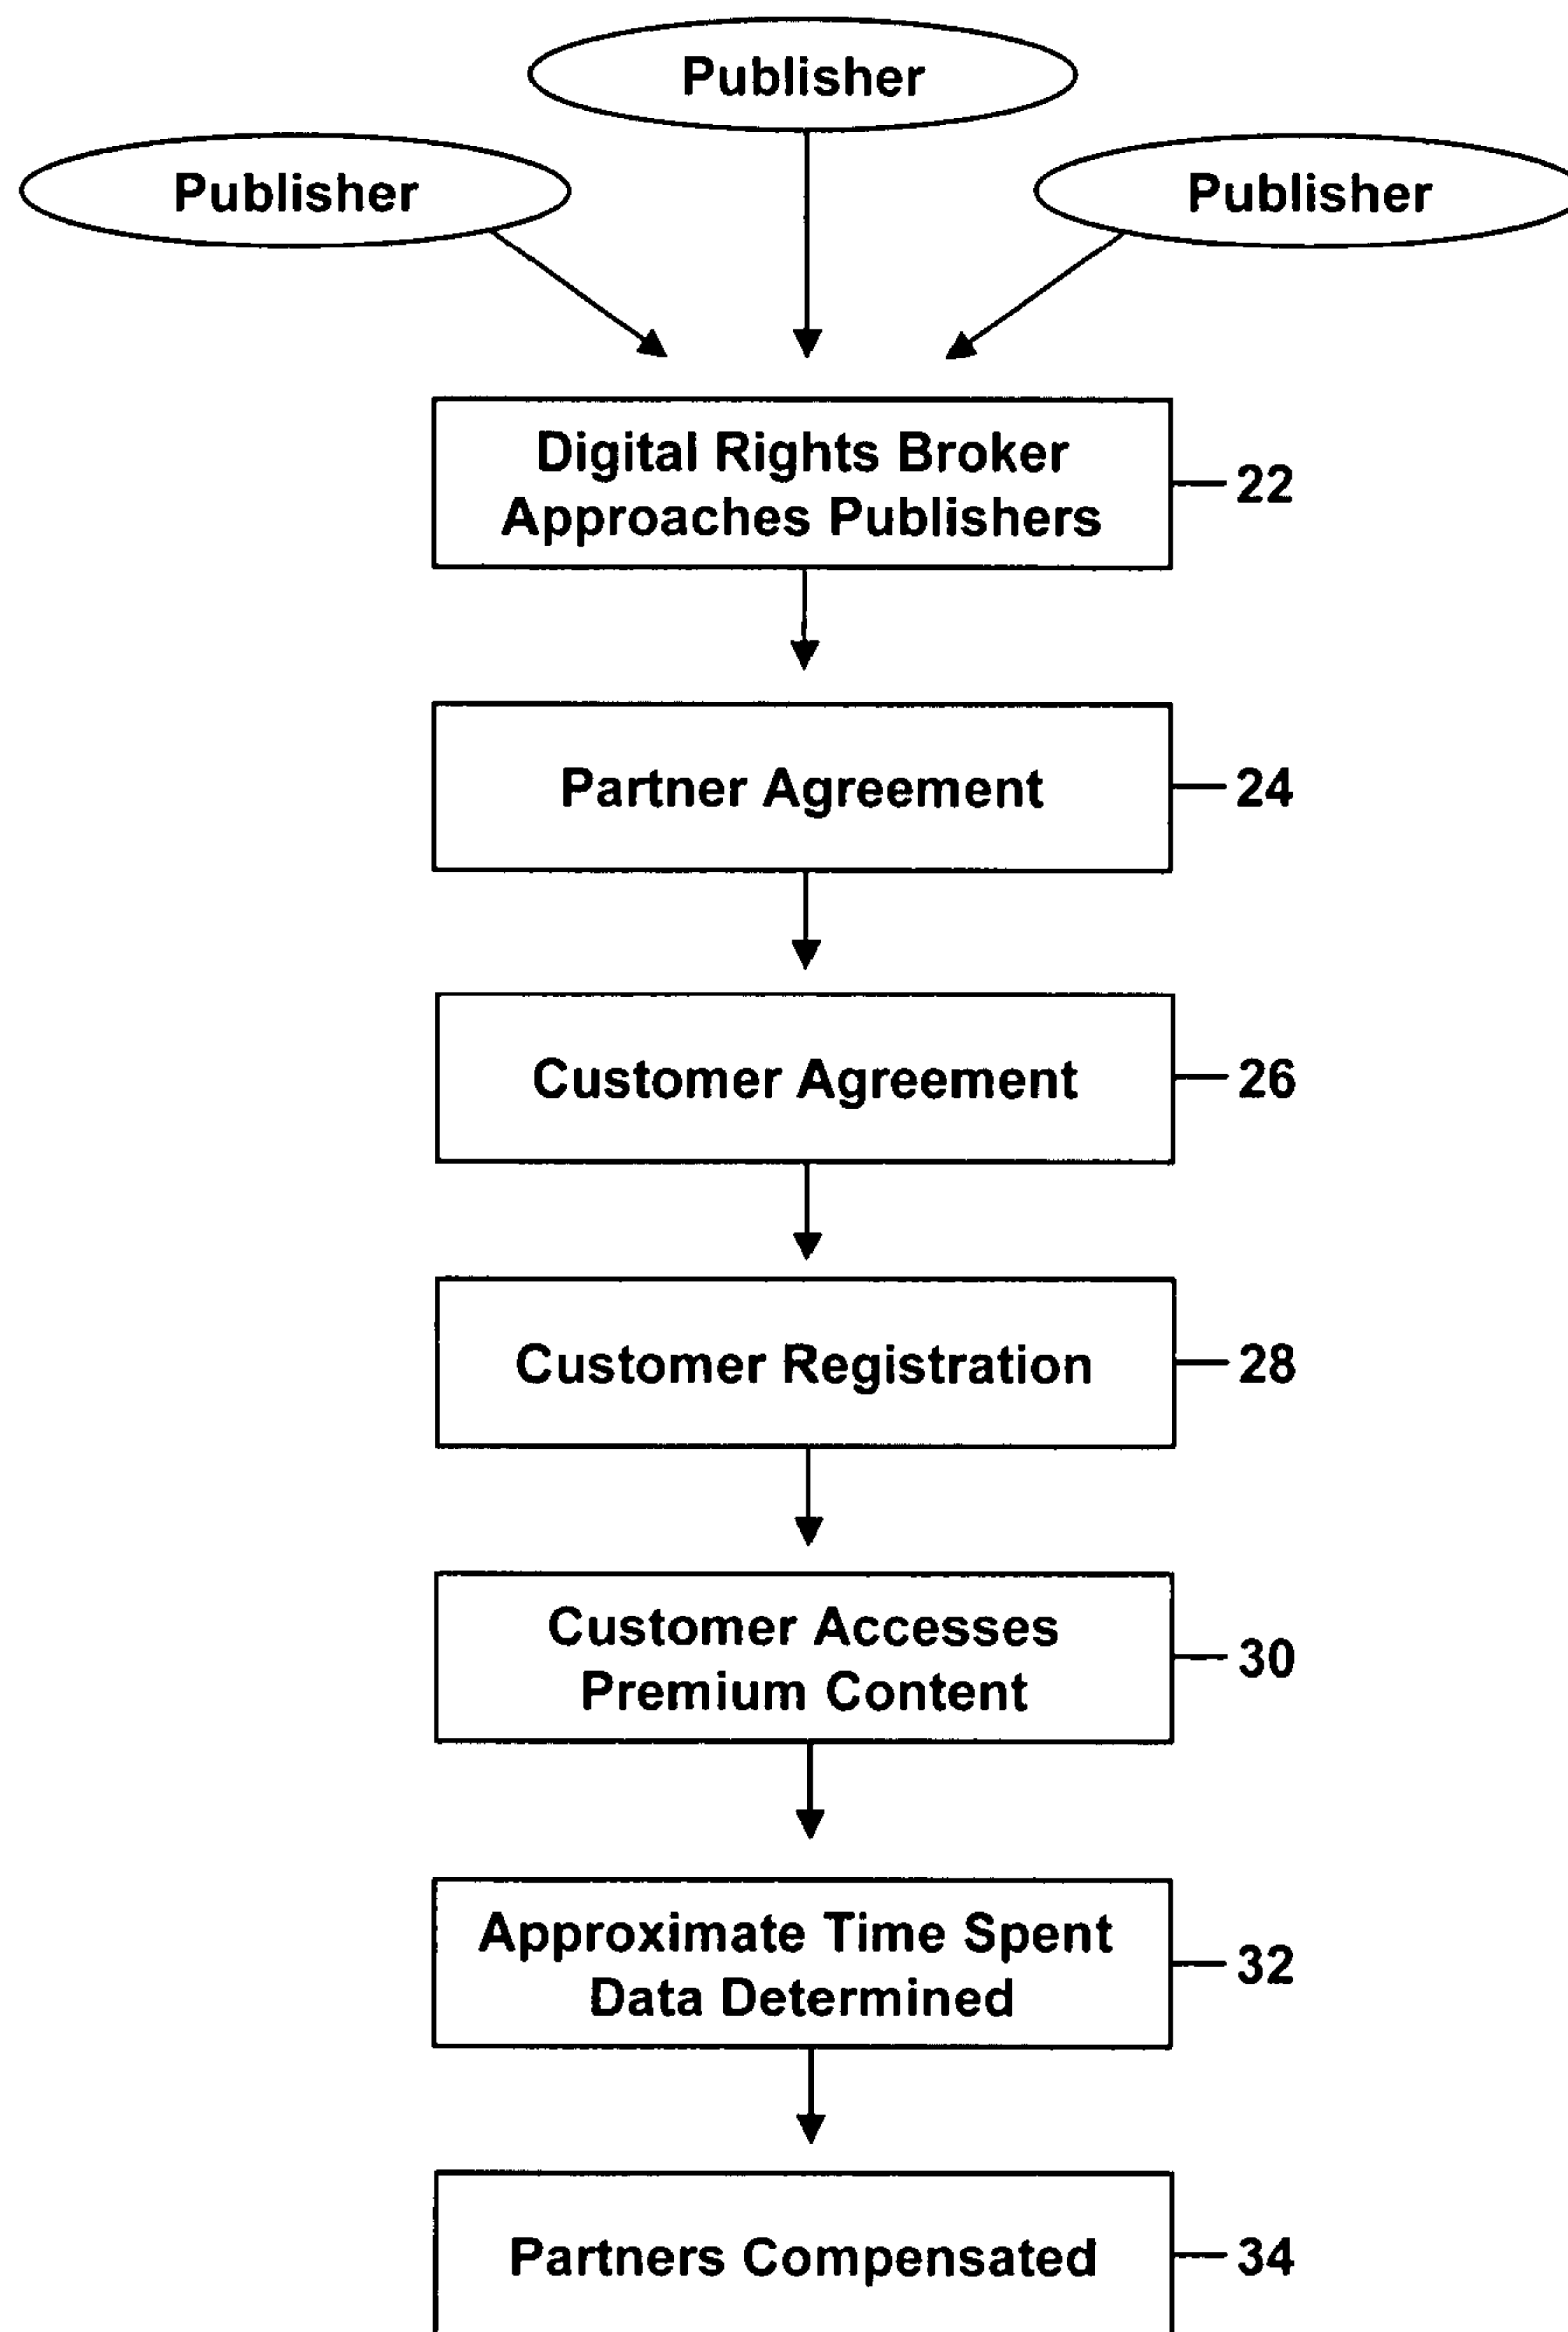 Publisher
Publisher
Publisher
Digital Rights Broker
Approaches Publishers
22
Partner Agreement
24
Customer Agreement
26
Customer Registration
28
Customer Accesses
Premium Content
30
Approximate Time Spent
Data Determined
32
Partners Compensated
34